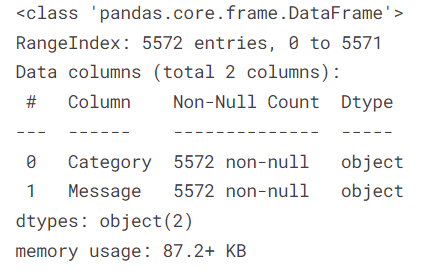 <class 'pandas.core.frame.DataFrame'>
RangeIndex: 5572 entries, 0 to 5571
Data columns (total 2 columns):
 #   Column    Non-Null Count  Dtype
---  ------    --------------  -----
 0   Category  5572 non-null   object
 1   Message   5572 non-null   object
dtypes: object(2)
memory usage: 87.2+ KB